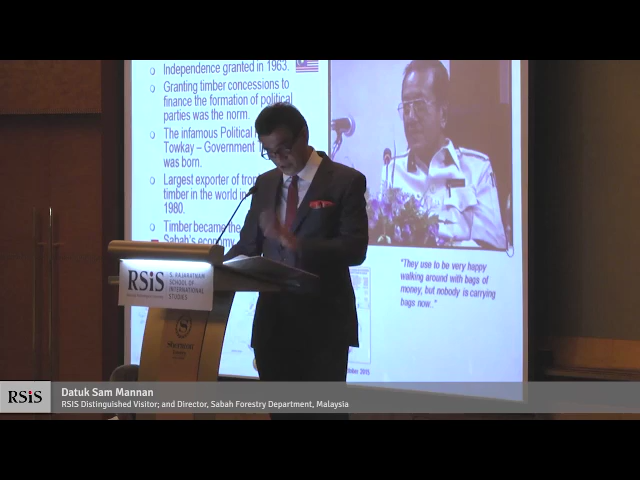 Independence granted in 1963.
Granting timber concessions to
finance the formation of political
parties was the norm.
The infamous Political
Towkay – Government
was born.
Largest exporter of
timber in the world in
1980.
Timber became the
Sabah's economy
"They use to be very happy
walking around with bags of
money, but nobody is carrying
bags now.."
2015
RSiS
S. RAJARATNAM
SCHOOL OF
INTERNATIONAL
STUDIES
Sheraton
RSiS
Datuk Sam Mannan
RSIS Distinguished Visitor; and Director, Sabah Forestry Department, Malaysia